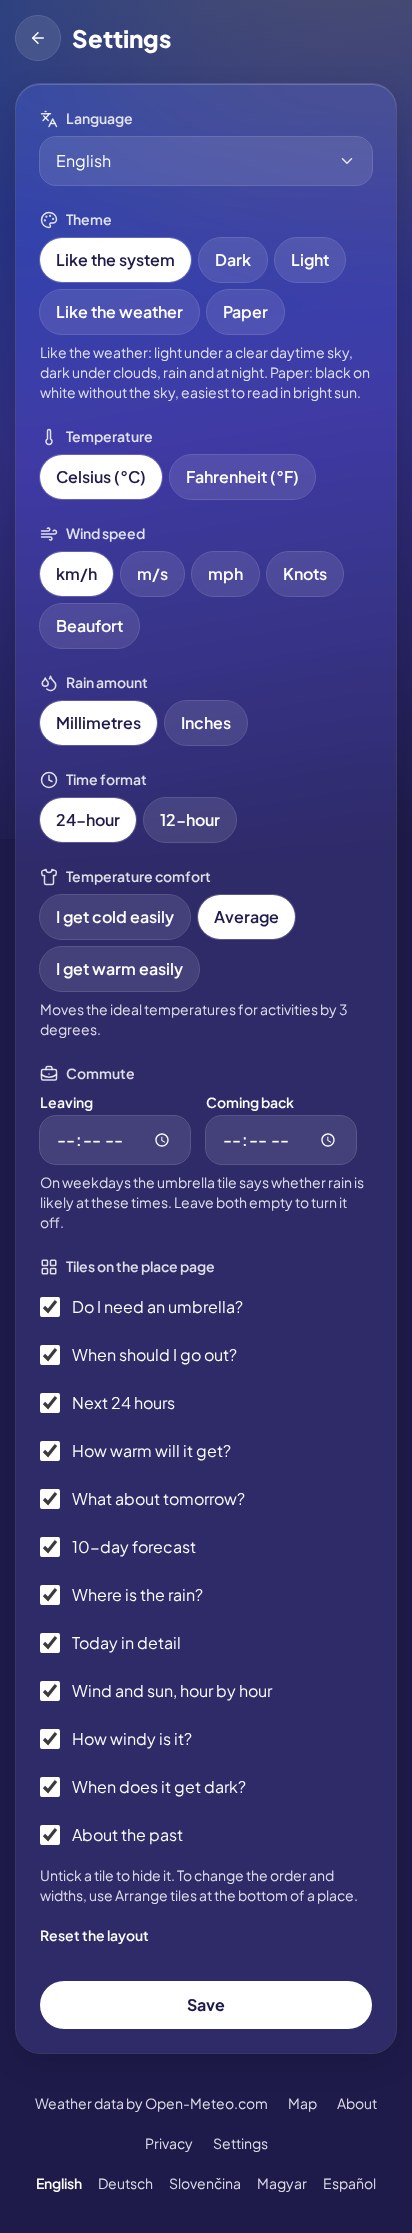 Settings
Language
English
Theme
Like the system Dark Light
Like the weather Paper
Like the weather: light under a clear daytime sky,
dark under clouds, rain and at night. Paper: black on
white without the sky, easiest to read in bright sun.
Temperature
Celsius (°C) Fahrenheit (°F)
Wind speed
km/h m/s mph Knots
Beaufort
Rain amount
Millimetres Inches
Time format
24-hour 12-hour
Temperature comfort
I get cold easily Average
I get warm easily
Moves the ideal temperatures for activities by 3
degrees.
Commute
Leaving Coming back
--:-- -- --:-- --
On weekdays the umbrella tile says whether rain is
likely at these times. Leave both empty to turn it
off.
Tiles on the place page
Do I need an umbrella?
When should I go out?
Next 24 hours
How warm will it get?
What about tomorrow?
10-day forecast
Where is the rain?
Today in detail
Wind and sun, hour by hour
How windy is it?
When does it get dark?
About the past
Untick a tile to hide it. To change the order and
widths, use Arrange tiles at the bottom of a place.
Reset the layout
Save
Weather data by Open-Meteo.com Map About
Privacy Settings
English Deutsch Slovenčina Magyar Español